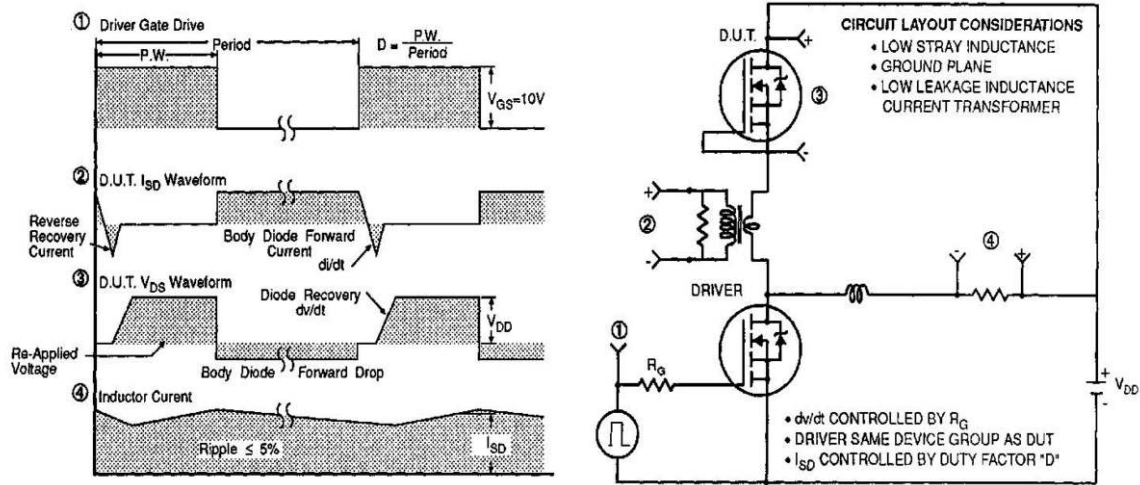 ① Driver Gate Drive
Period
P.W.
D = P.W. / Period
V_GS=10V
② D.U.T. I_SD Waveform
Reverse
Recovery
Current
Body Diode Forward
Current
di/dt
③ D.U.T. V_DS Waveform
Diode Recovery
dv/dt
V_DD
Re-Applied
Voltage
Body Diode Forward Drop
④ Inductor Curent
Ripple ≤ 5%
I_SD
CIRCUIT LAYOUT CONSIDERATIONS
• LOW STRAY INDUCTANCE
• GROUND PLANE
• LOW LEAKAGE INDUCTANCE
CURRENT TRANSFORMER
D.U.T.
+
③
-
+
②
-
-
④
+
DRIVER
①
R_G
+
V_DD
-
• dv/dt CONTROLLED BY R_G
• DRIVER SAME DEVICE GROUP AS DUT
• I_SD CONTROLLED BY DUTY FACTOR "D"